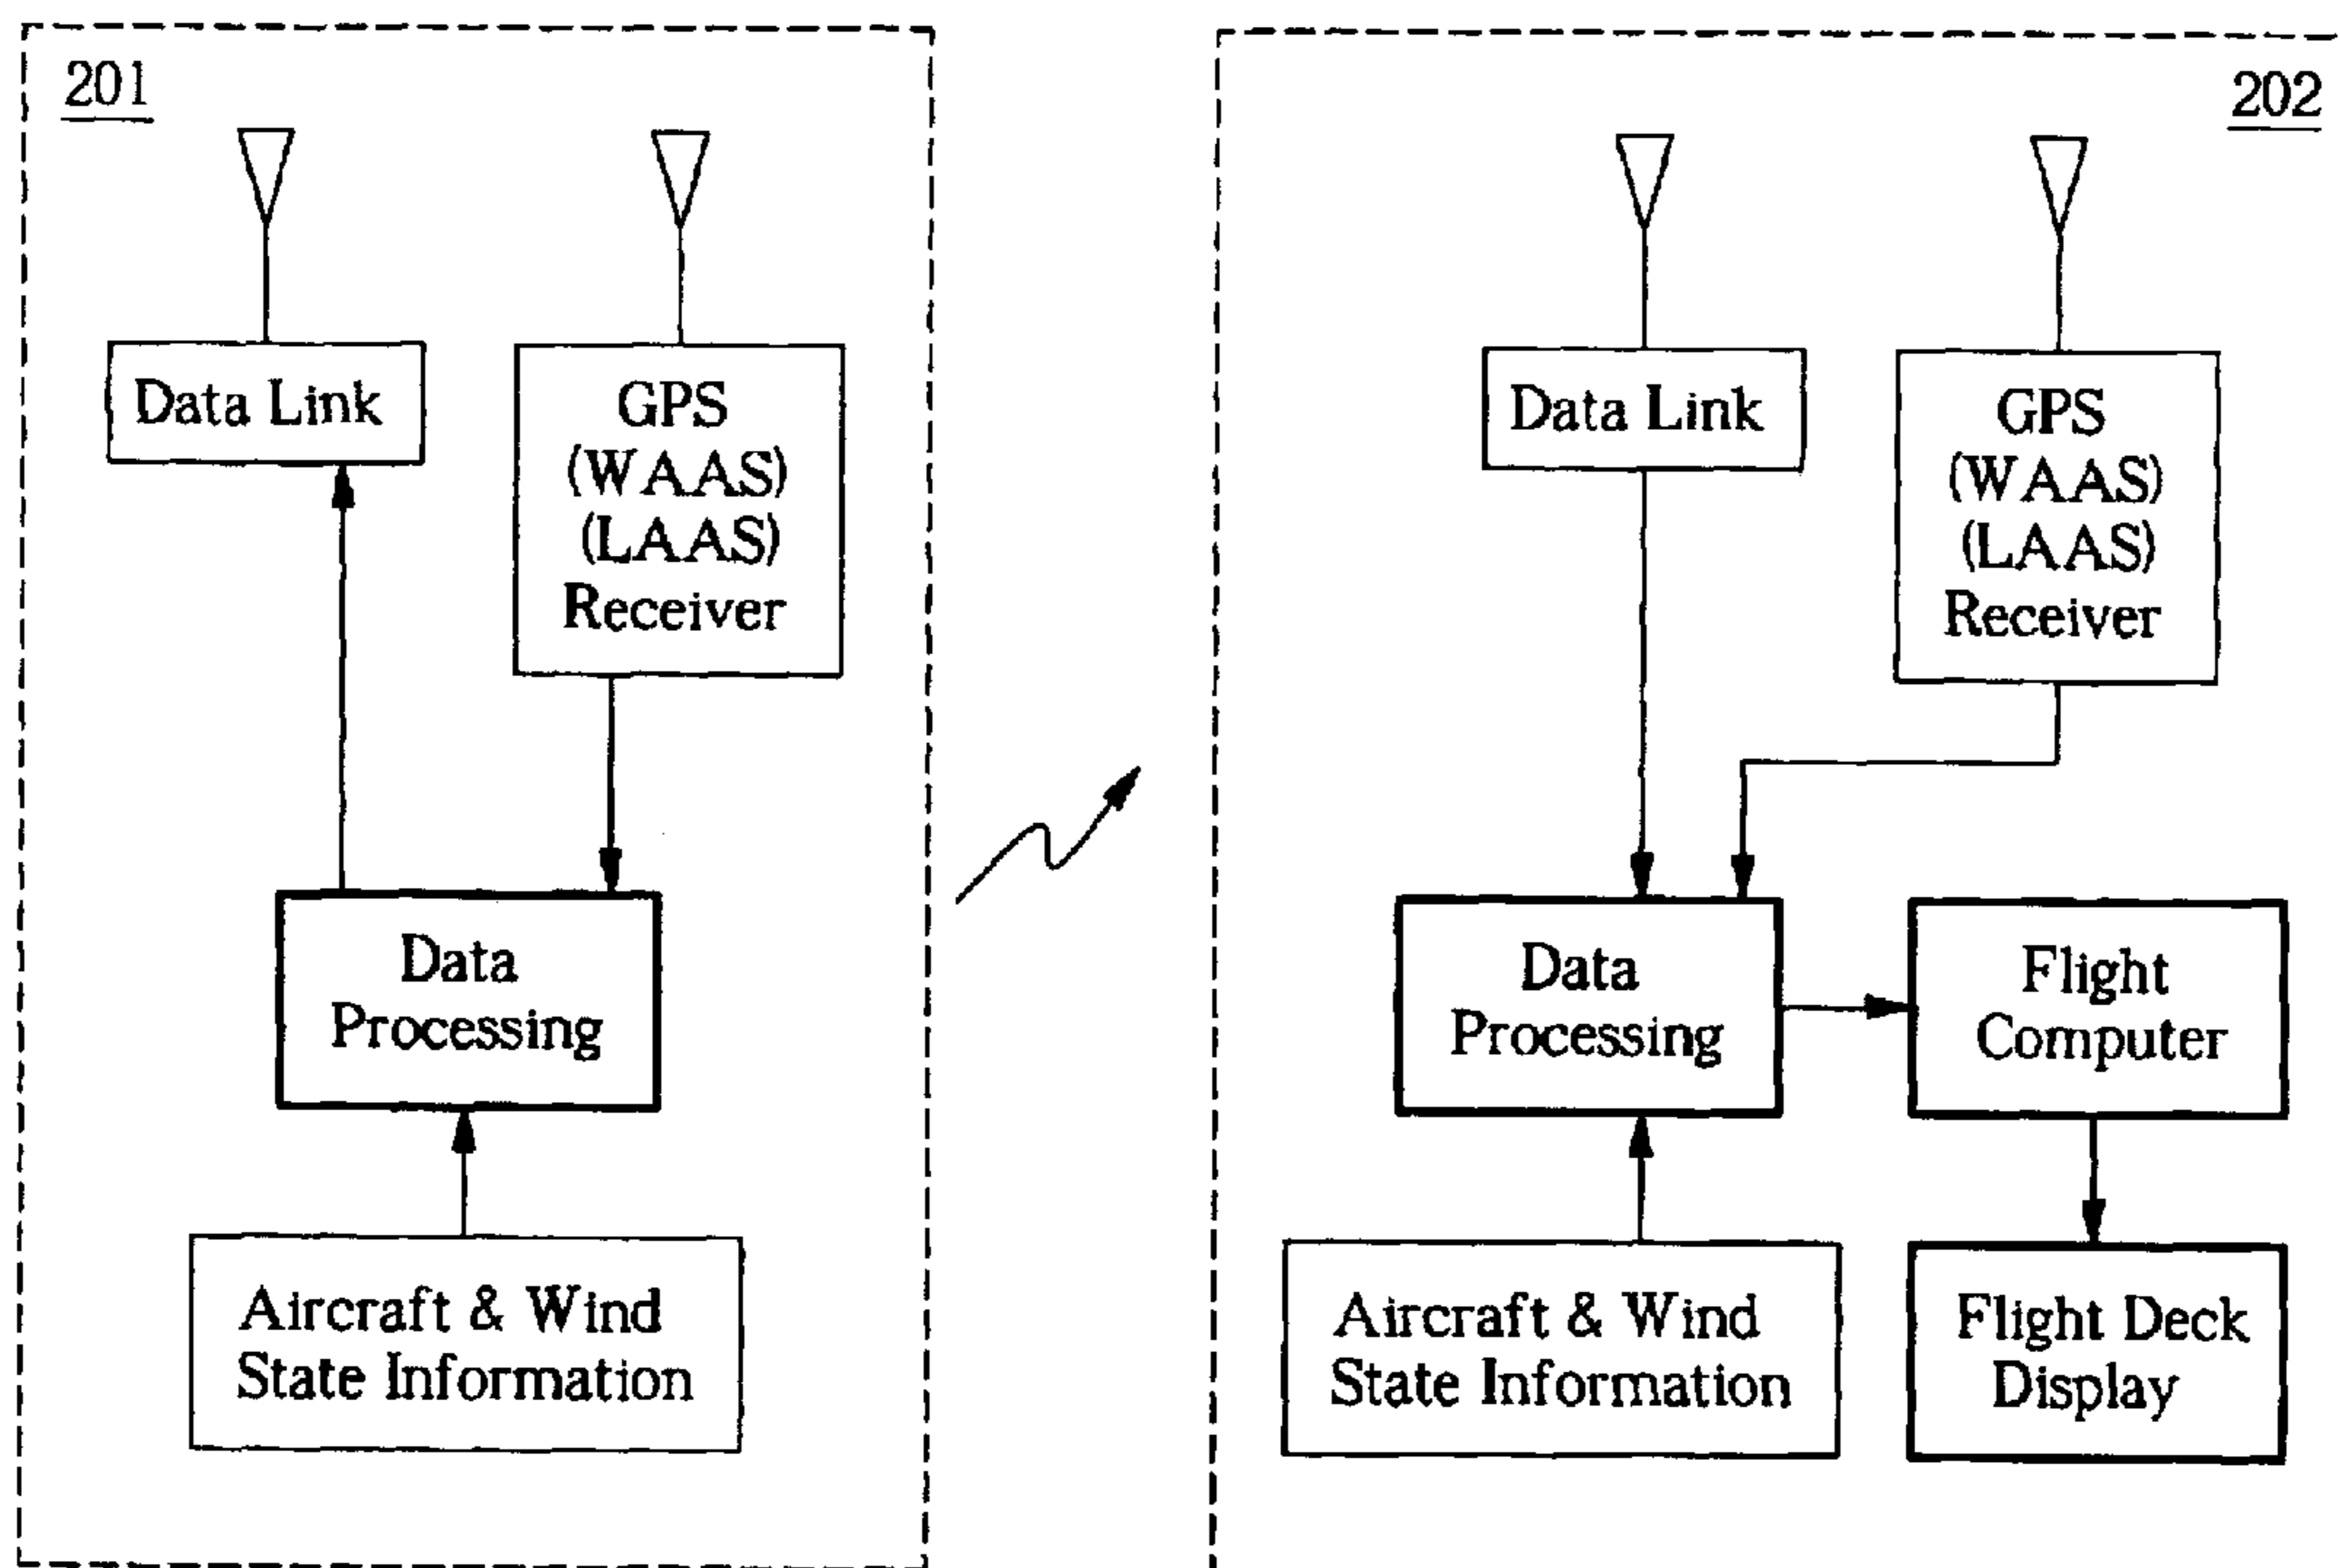 201
Data Link
GPS
(WAAS)
(LAAS)
Receiver
Data
Processing
Aircraft & Wind
State Information
202
Data Link
GPS
(WAAS)
(LAAS)
Receiver
Data
Processing
Flight
Computer
Aircraft & Wind
State Information
Flight Deck
Display